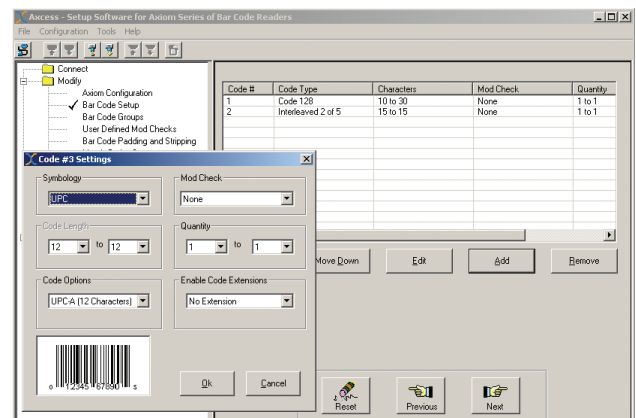 Axcess - Setup Software for Axiom Series of Bar Code Readers
File Configuration Tools Help
Connect
Modify
Axiom Configuration
Bar Code Setup
Bar Code Groups
User Defined Mod Checks
Bar Code Padding and Stripping
Code # Code Type Characters Mod Check Quantity
1 Code 128 10 to 30 None 1 to 1
2 Interleaved 2 of 5 15 to 15 None 1 to 1
Move Down Edit Add Remove
Code #3 Settings
Symbology
UPC
Mod Check
None
Code Length
12 to 12
Quantity
1 to 1
Code Options
UPC-A (12 Characters)
Enable Code Extensions
No Extension
0 12345 67890 5
Ok Cancel
Reset Previous Next